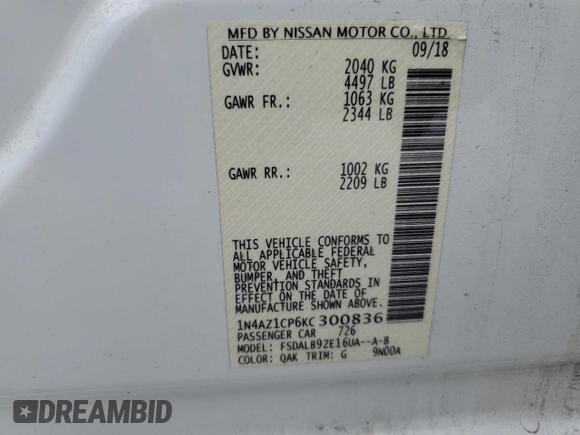 MFD BY NISSAN MOTOR CO., LTD
DATE: 09/18
GVWR: 2040 KG
4497 LB
GAWR FR.: 1063 KG
2344 LB
GAWR RR.: 1002 KG
2209 LB
THIS VEHICLE CONFORMS TO
ALL APPLICABLE FEDERAL
MOTOR VEHICLE SAFETY,
BUMPER, AND THEFT
PREVENTION STANDARDS IN
EFFECT ON THE DATE OF
MANUFACTURE SHOWN ABOVE.
1N4AZ1CP6KC300836
PASSENGER CAR 726
MODEL: FSDALB9ZE16UA--A-B
COLOR: QAK TRIM: G 9N00A
DREAMBID